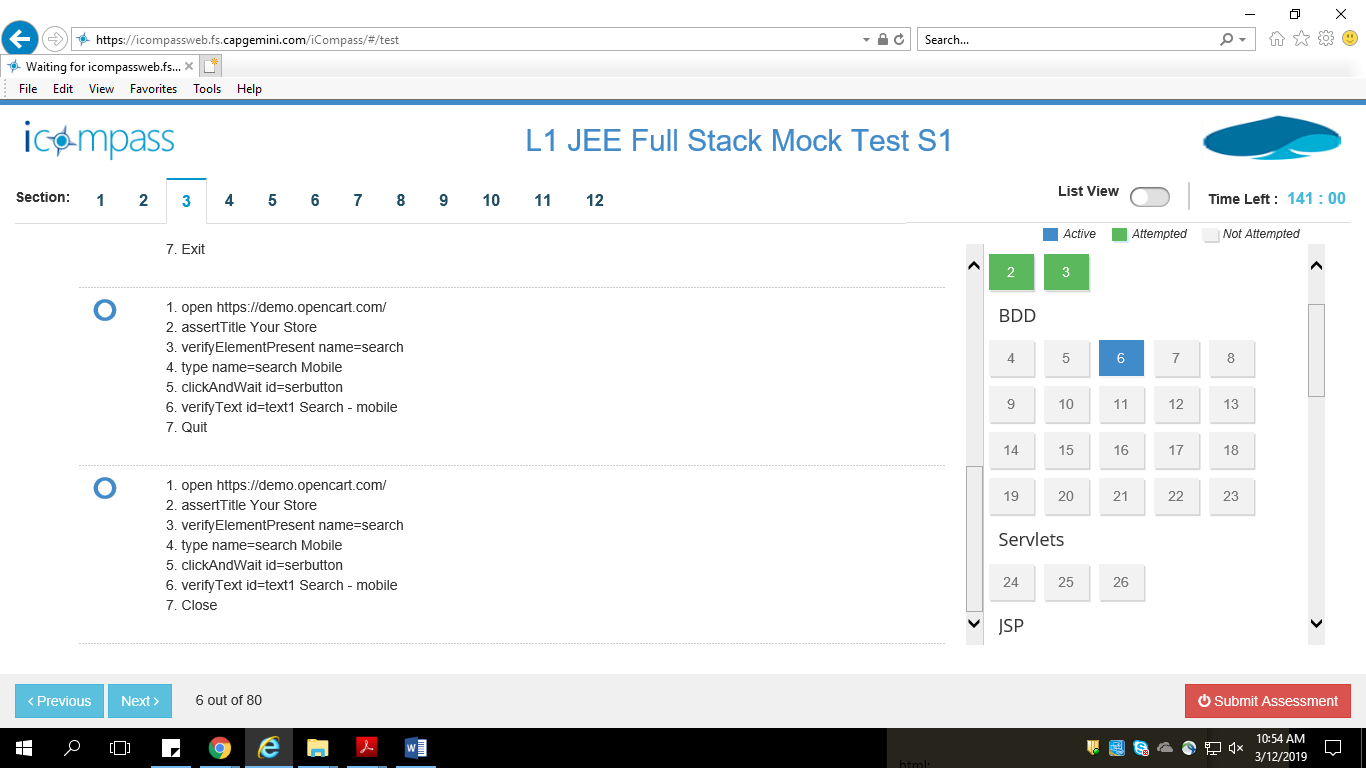 https://icompassweb.fs.capgemini.com/iCompass/#/test
Search...
Waiting for icompassweb.fs...
File Edit View Favorites Tools Help
icompass
L1 JEE Full Stack Mock Test S1
Section: 1 2 3 4 5 6 7 8 9 10 11 12
List View
Time Left : 141 : 00
Active Attempted Not Attempted
7. Exit
1. open https://demo.opencart.com/
2. assertTitle Your Store
3. verifyElementPresent name=search
4. type name=search Mobile
5. clickAndWait id=serbutton
6. verifyText id=text1 Search - mobile
7. Quit
1. open https://demo.opencart.com/
2. assertTitle Your Store
3. verifyElementPresent name=search
4. type name=search Mobile
5. clickAndWait id=serbutton
6. verifyText id=text1 Search - mobile
7. Close
2 3
BDD
4 5 6 7 8
9 10 11 12 13
14 15 16 17 18
19 20 21 22 23
Servlets
24 25 26
JSP
Previous Next 6 out of 80
Submit Assessment
10:54 AM
3/12/2019
html: